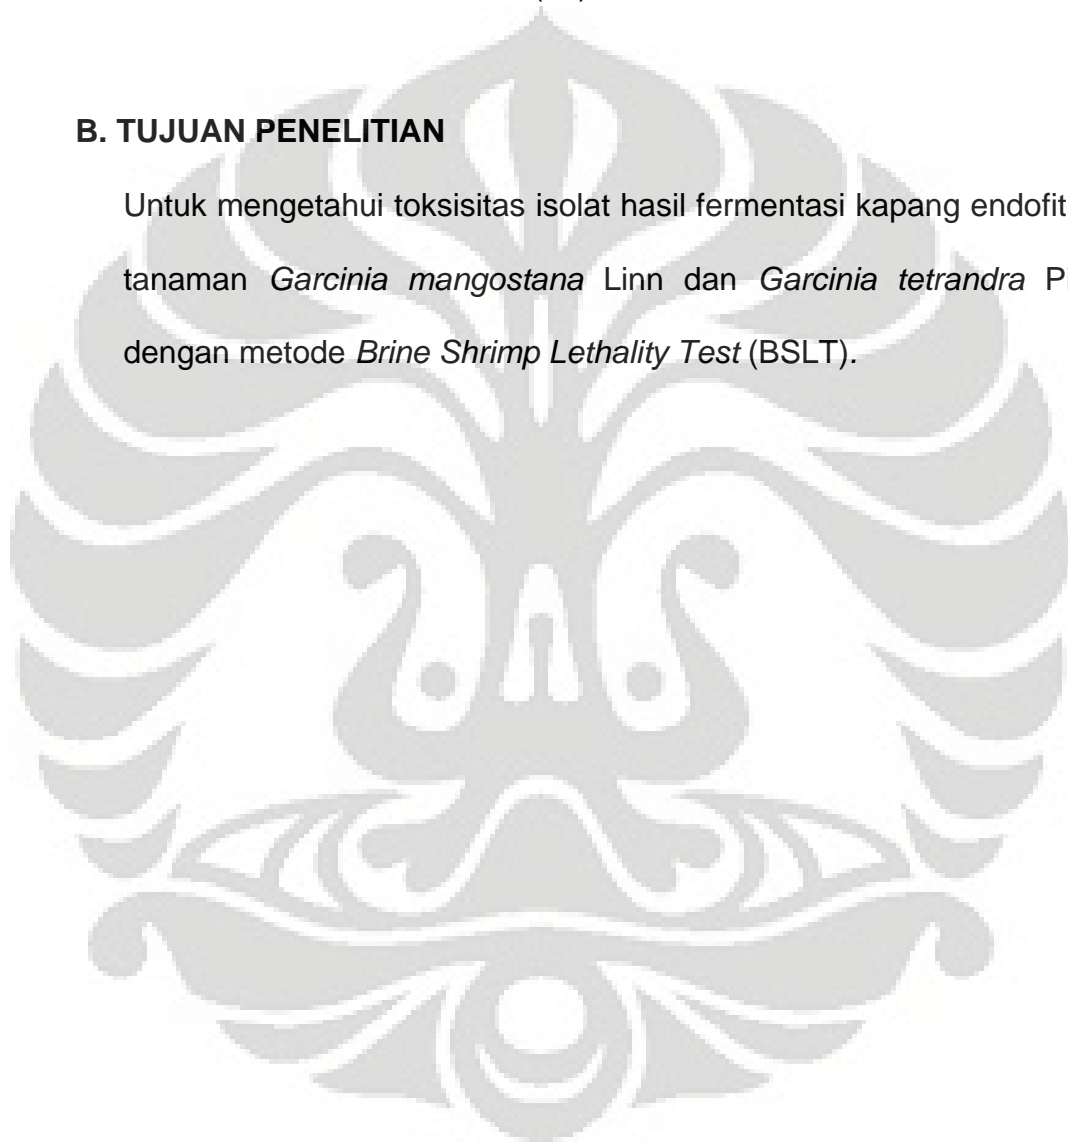 B. TUJUAN PENELITIAN
Untuk mengetahui toksisitas isolat hasil fermentasi kapang endofit
tanaman Garcinia mangostana Linn dan Garcinia tetrandra
dengan metode Brine Shrimp Lethality Test (BSLT).